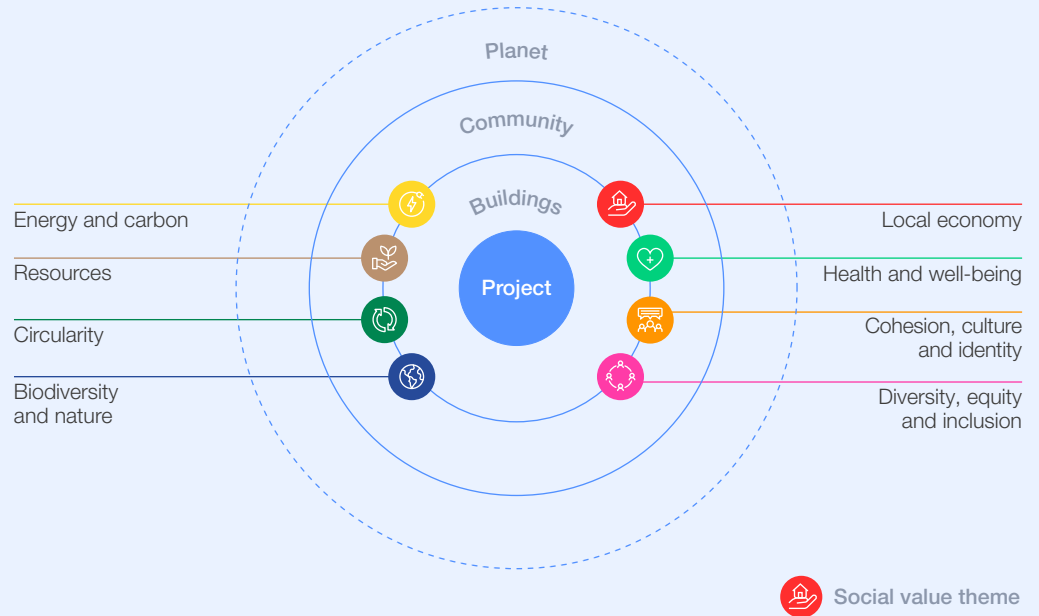 Planet
Community
Buildings
Project
Energy and carbon
Resources
Circularity
Biodiversity
and nature
Local economy
Health and well-being
Cohesion, culture
and identity
Diversity, equity
and inclusion
Social value theme